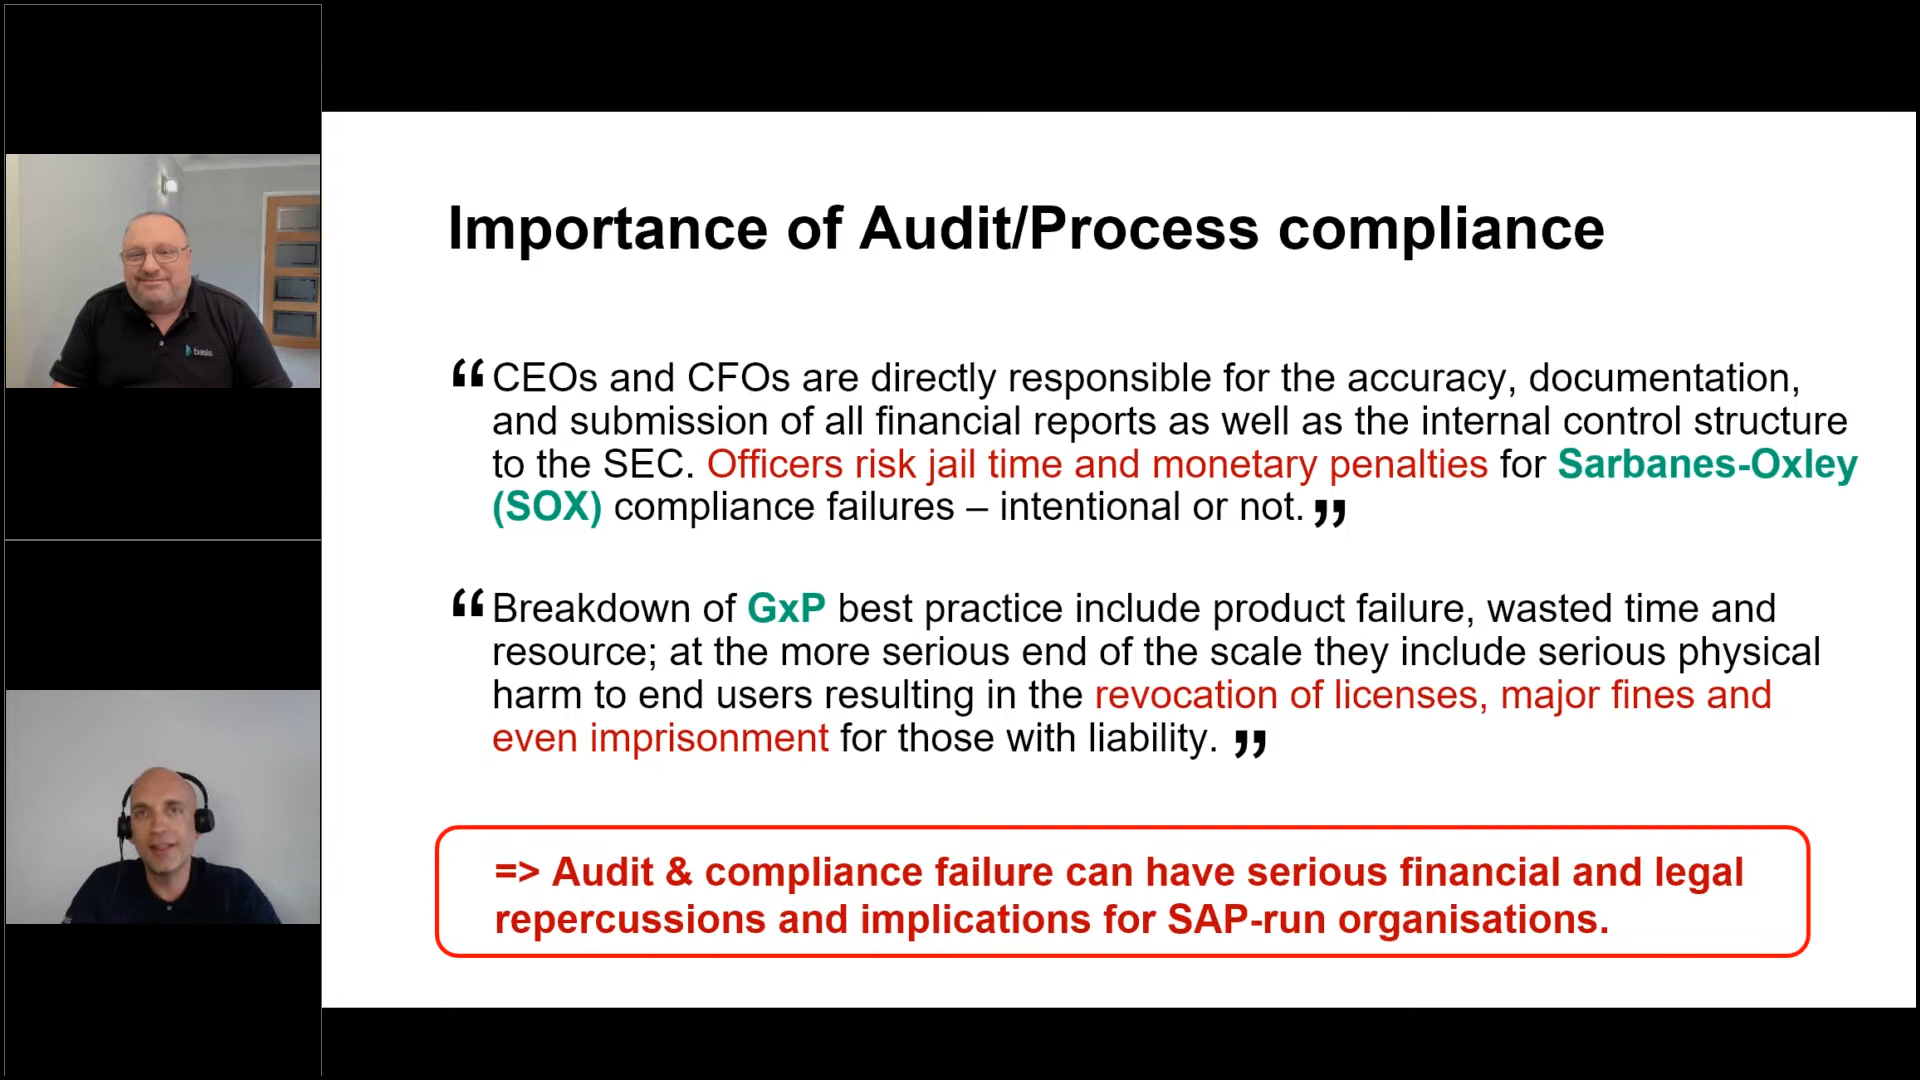 Importance of Audit/Process compliance
“CEOs and CFOs are directly responsible for the accuracy, documentation,
and submission of all financial reports as well as the internal control structure
to the SEC. Officers risk jail time and monetary penalties for Sarbanes-Oxley
(SOX) compliance failures – intentional or not.”
“Breakdown of GxP best practice include product failure, wasted time and
resource; at the more serious end of the scale they include serious physical
harm to end users resulting in the revocation of licenses, major fines and
even imprisonment for those with liability. ”
=> Audit & compliance failure can have serious financial and legal
repercussions and implications for SAP-run organisations.
basis